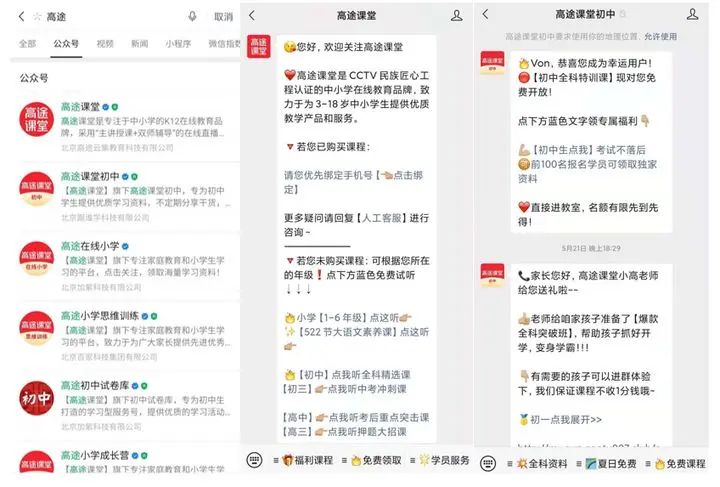 高途
取消
全部
公众号
视频
新闻
小程序
微信指数
公众号
高途课堂
高途课堂是专注于中小学的K12在线教育品
牌，采用“主讲授课+双师辅导”的在线直播…
北京高途云集教育科技有限公司
高途课堂初中
【高途课堂】旗下高途课堂初中，专为初中
学生提供优质学习资料，不定期分享干货，…
北京跟谁学科技有限公司
高途在线小学
【高途课堂】旗下专注家庭教育和小学生学
习的平台，点击关注，领取海量学习资料！
北京加紫科技有限公司
高途小学思维训练
【高途课堂】旗下专注家庭教育和小学生学
习的平台，致力于为广大家长提供先进优秀…
北京百家科技集团有限公司
高途初中试卷库
【高途课堂】旗下初中试卷库，专为初中生
打造的学习型服务号，提供优质的学习活动…
北京加紫科技有限公司
高途小学成长营
【高途课堂】旗下专注家庭教育和小学生学
高途课堂
您好，欢迎关注高途课堂
高途课堂是 CCTV 民族匠心工
程认证的中小学在线教育品牌，致
力于为 3-18 岁中小学生提供优质
教学产品和服务。
若您已购买课程：
请您优先绑定手机号【👈🏻点击绑
定】
更多疑问请回复【人工客服】进行
咨询~
若您未购买课程：可根据您所在
的年级❗点下方蓝色免费试听
↓↓↓
🔥小学【1-6 年级】点这听👉🏻
✨【522 节大语文素养课】点这听
👉🏻
🔥【初中】点我听全科精选课
【初三】👉🏻点我听中考冲刺课
【高中】👉🏻点我听考后重点突击课
【高三】👉🏻点我听押题大招课
福利课程
免费领取
学员服务
高途课堂初中
高途课堂初中要求使用你的地理位置，允许使用
🔥Von，恭喜您成为幸运用户！
【初中全科特训课】现对您免
费开放！
点下方蓝色文字领专属福利👇🏻
💪🏻【初中生点我】考试不落后
前100名报名学员可领取独家
资料
❤️直接进教室，名额有限先到先
得！
5月21日 晚上18:29
📞家长您好，高途课堂小高老师
给您送礼啦~~
👍🏻老师给咱家孩子准备了【爆款
全科突破班】，帮助孩子抓好开
学，变身学霸!!!
👇🏻有需要的孩子可以进群体验
下，我们保证课程不收1分钱哦~
🏅初一点我展开>>
全科资料
夏日免费
免费课程